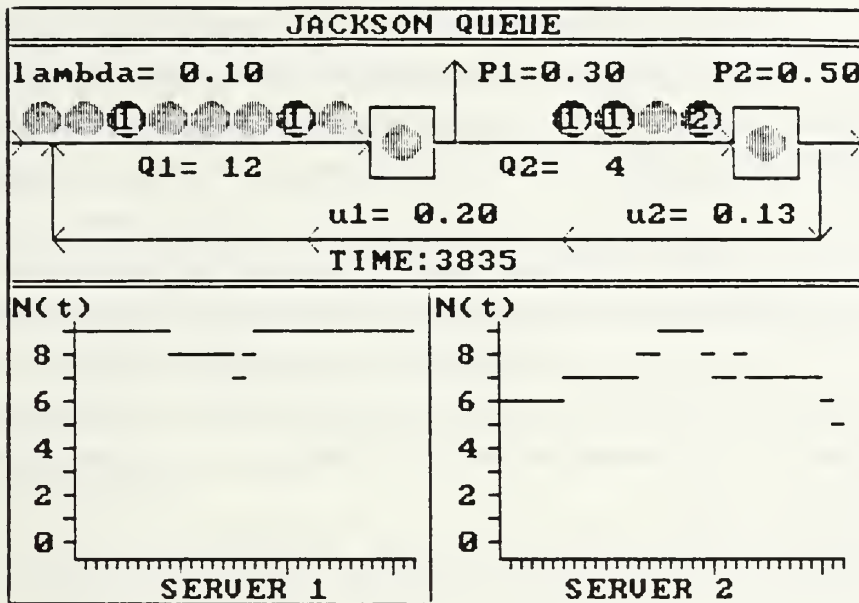 JACKSON QUEUE
lambda= 0.10 P1=0.30 P2=0.50
1 1 1 1 2
Q1= 12 Q2= 4
u1= 0.20 u2= 0.13
TIME:3835
N(t) N(t)
8 8
6 6
4 4
2 2
0 0
SERVER 1 SERVER 2